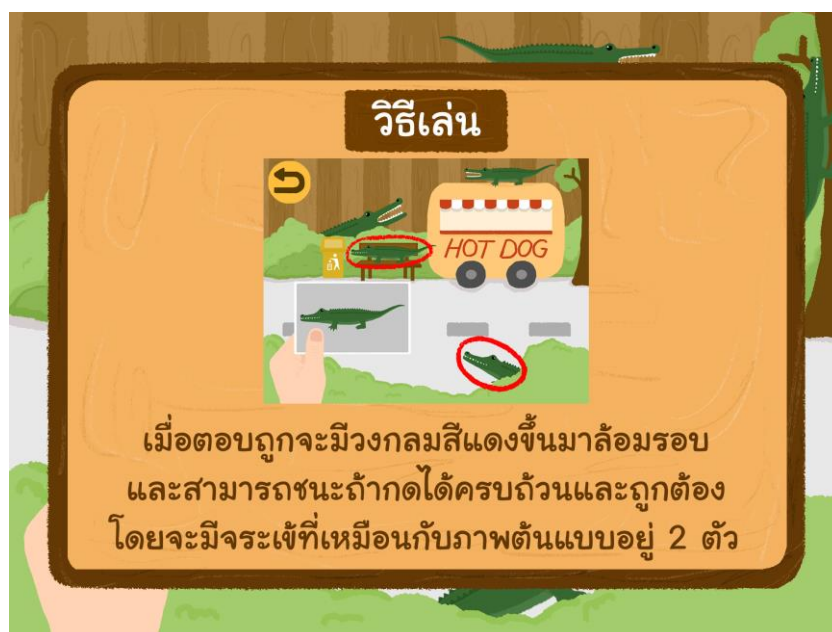 วิธีเล่น
HOT DOG
เมื่อตอบถูกจะมีวงกลมสีแดงขึ้นมาล้อมรอบ
และสามารถชนะถ้ากดได้ครบถ้วนและถูกต้อง
โดยจะมีจระเข้ที่เหมือนกับภาพต้นแบบอยู่ 2 ตัว